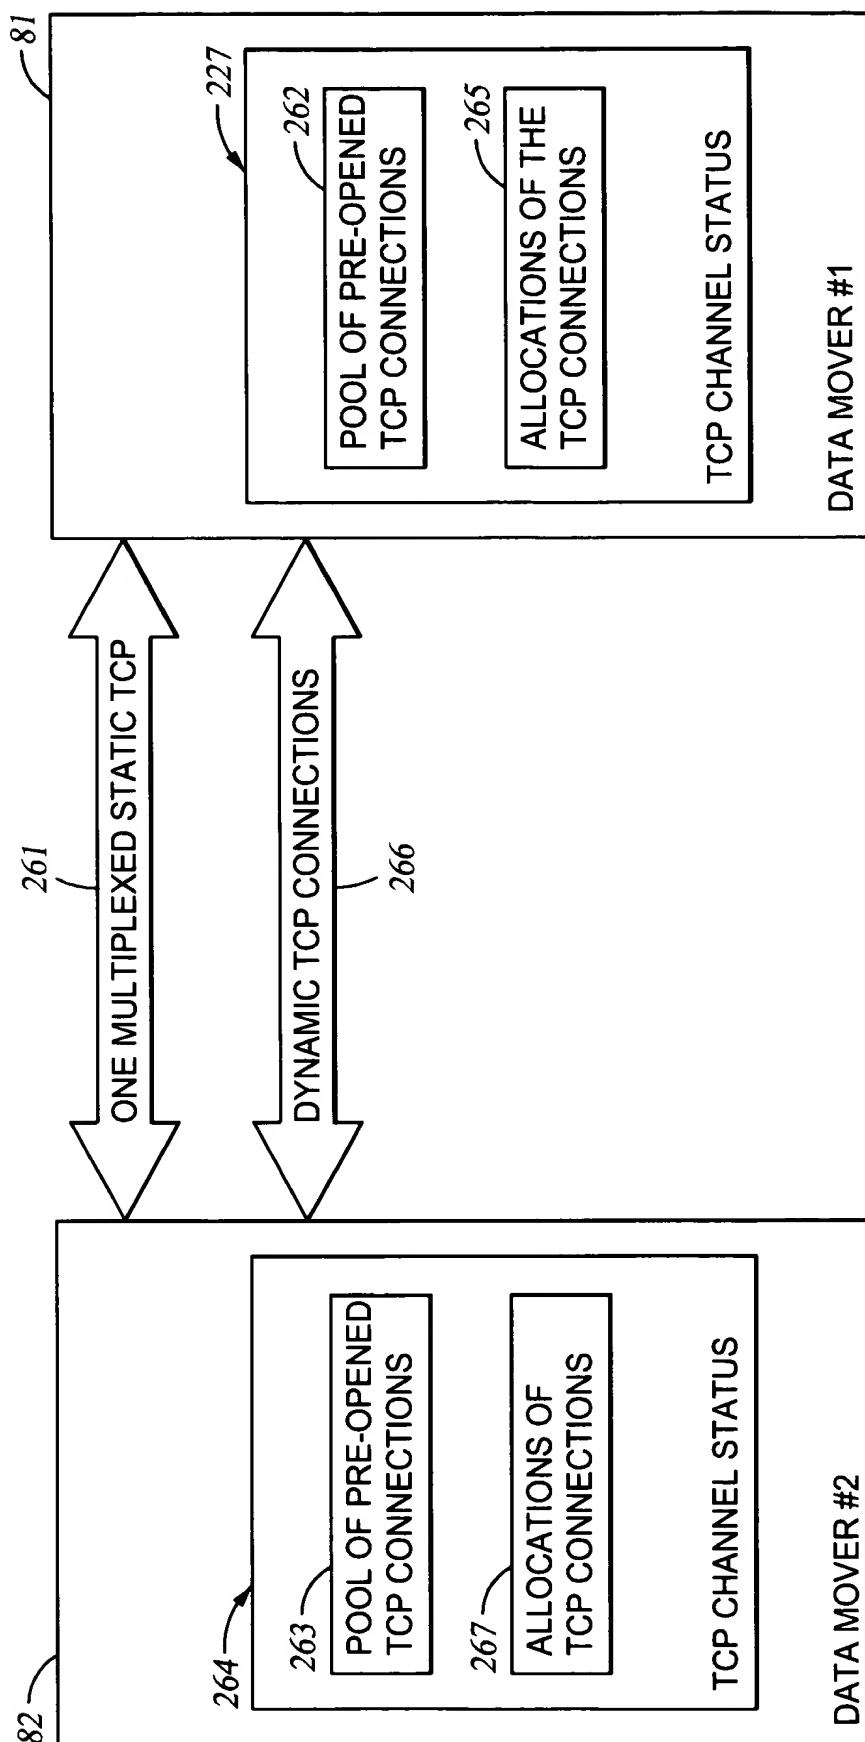 82
264
263
POOL OF PRE-OPENED
TCP CONNECTIONS
267
ALLOCATIONS OF
TCP CONNECTIONS
TCP CHANNEL STATUS
DATA MOVER #2
261
ONE MULTIPLEXED STATIC TCP
DYNAMIC TCP CONNECTIONS
266
81
227
262
POOL OF PRE-OPENED
TCP CONNECTIONS
265
ALLOCATIONS OF THE
TCP CONNECTIONS
TCP CHANNEL STATUS
DATA MOVER #1